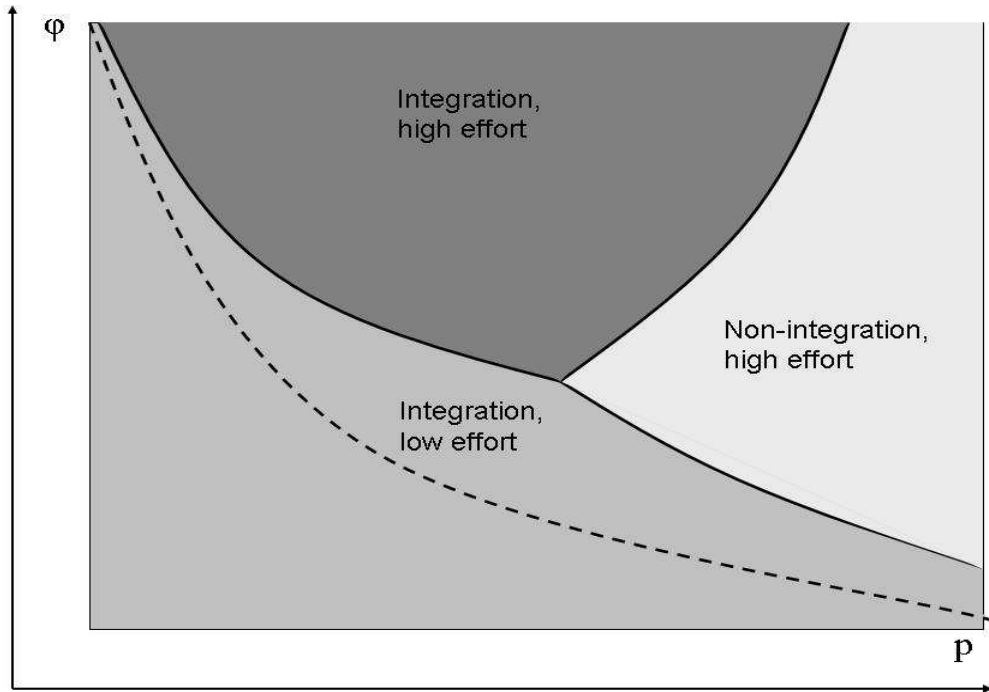 φ
Integration,
high effort
Non-integration,
high effort
Integration,
low effort
p